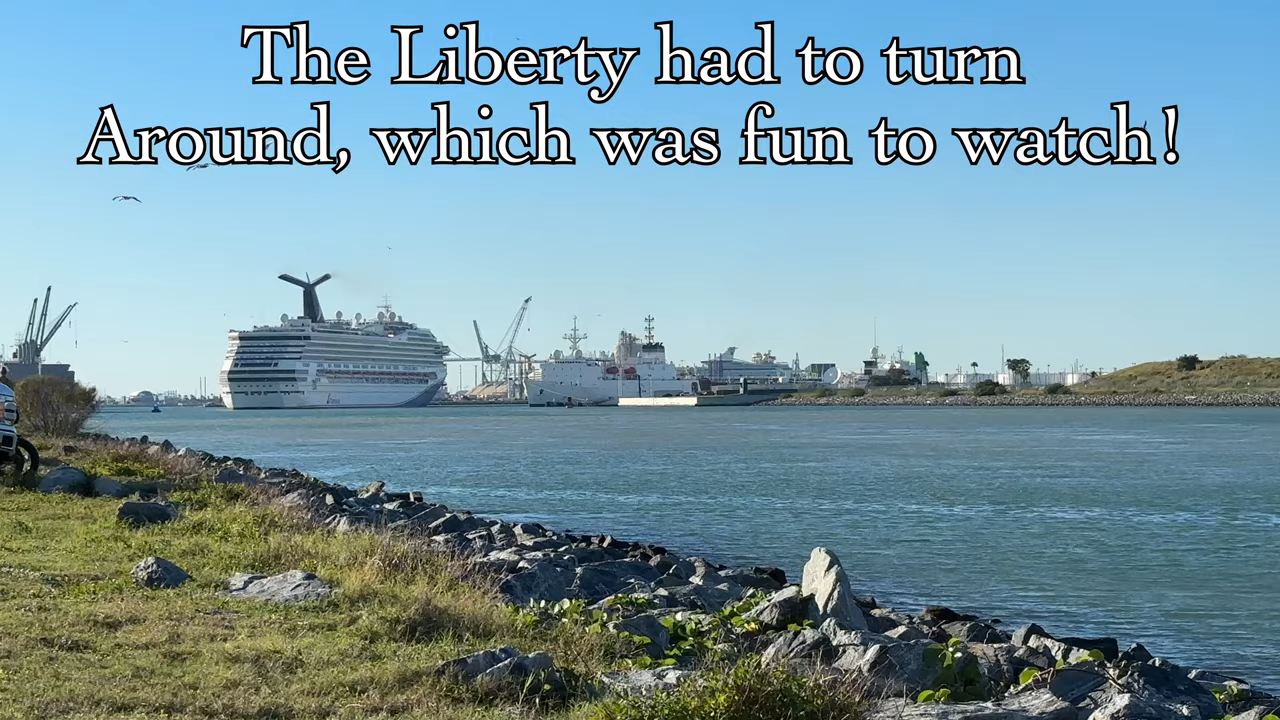 The Liberty had to turn
Around, which was fun to watch!